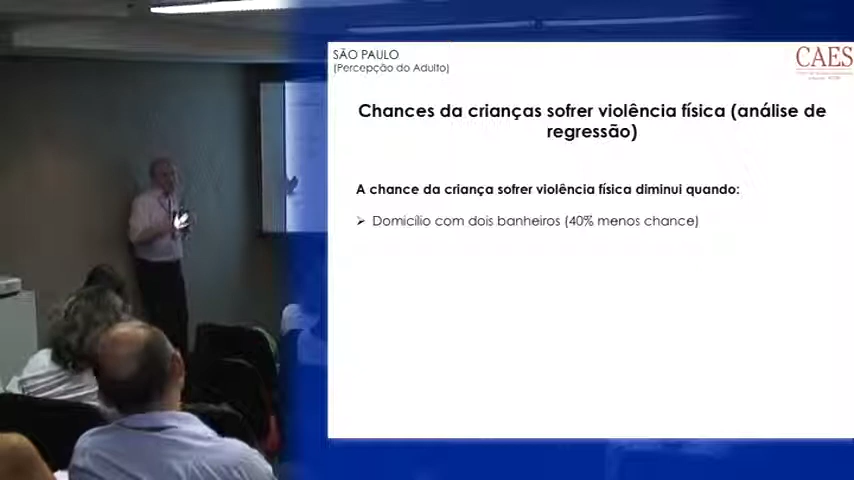 SÃO PAULO
(Percepção do Adulto)
CAES
Chances da crianças sofrer violência física (análise de
regressão)
A chance da criança sofrer violência física diminui quando:
➢ Domicílio com dois banheiros (40% menos chance)